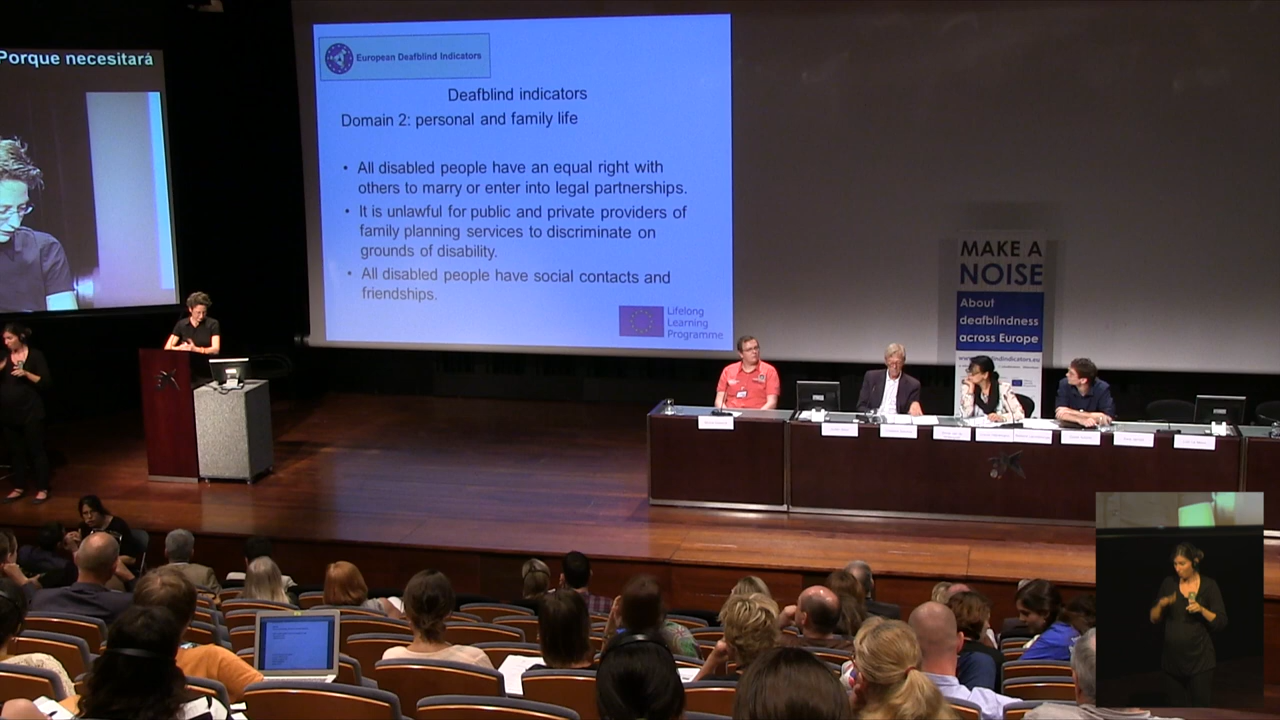 Porque necesitará
European Deafblind Indicators
Deafblind indicators
Domain 2: personal and family life
• All disabled people have an equal right with
others to marry or enter into legal partnerships.
• It is unlawful for public and private providers of
family planning services to discriminate on
grounds of disability.
• All disabled people have social contacts and
friendships.
Lifelong
Learning
Programme
MAKE A
NOISE
About
deafblindness
across Europe